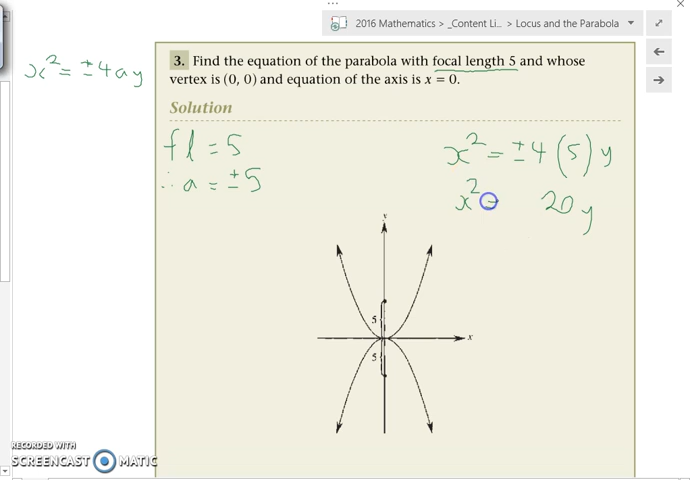 2016 Mathematics > _Content Li... > Locus and the Parabola
x² = ±4ay
3. Find the equation of the parabola with focal length 5 and whose
vertex is (0, 0) and equation of the axis is x = 0.
Solution
fl = 5
∴ a = ±5
x² = ±4(5)y
x² = 20y
y
5
x
5
RECORDED WITH
SCREENCAST MATIC